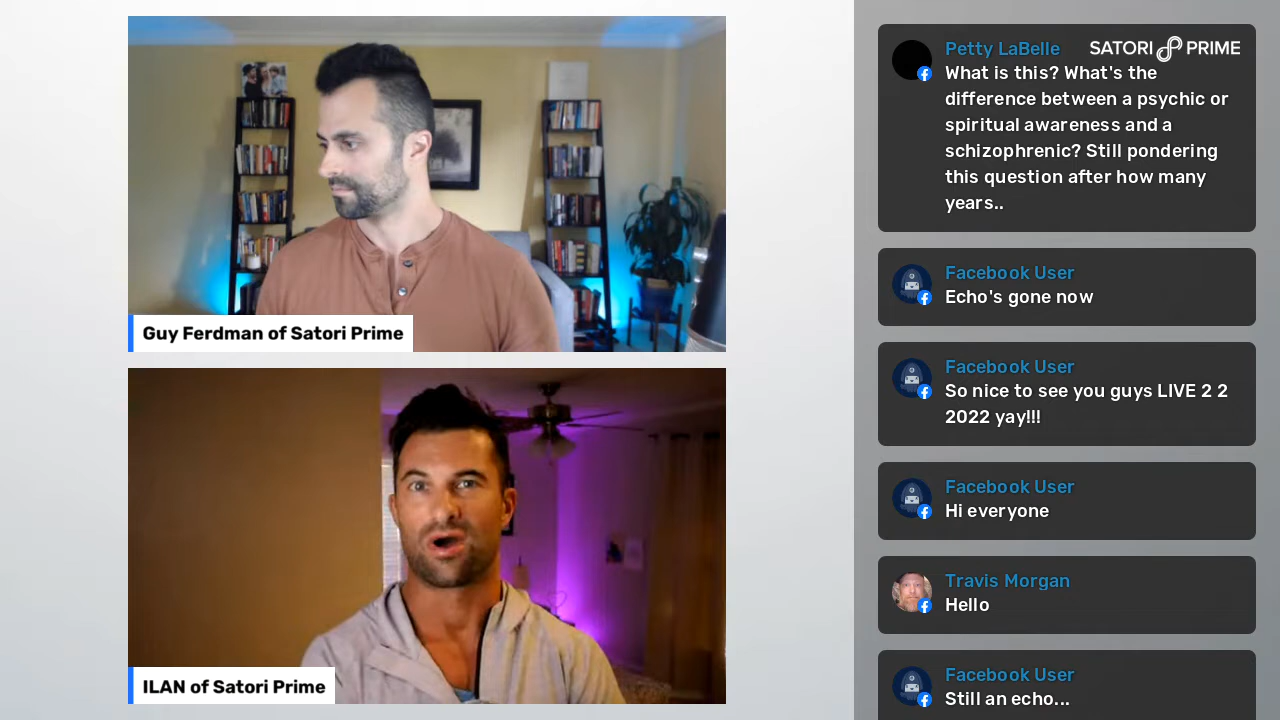 Guy Ferdman of Satori Prime
ILAN of Satori Prime
SATORI PRIME
Petty LaBelle
What is this? What's the
difference between a psychic or
spiritual awareness and a
schizophrenic? Still pondering
this question after how many
years..
Facebook User
Echo's gone now
Facebook User
So nice to see you guys LIVE 2 2
2022 yay!!!
Facebook User
Hi everyone
Travis Morgan
Hello
Facebook User
Still an echo...